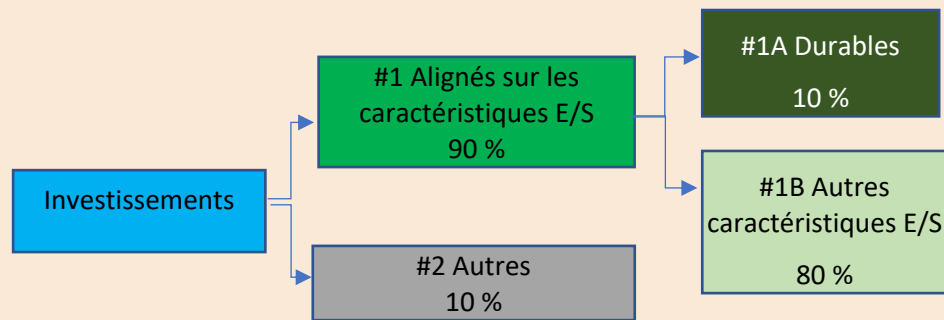 Investissements
#1 Alignés sur les
caractéristiques E/S
90 %
#2 Autres
10 %
#1A Durables
10 %
#1B Autres
caractéristiques E/S
80 %